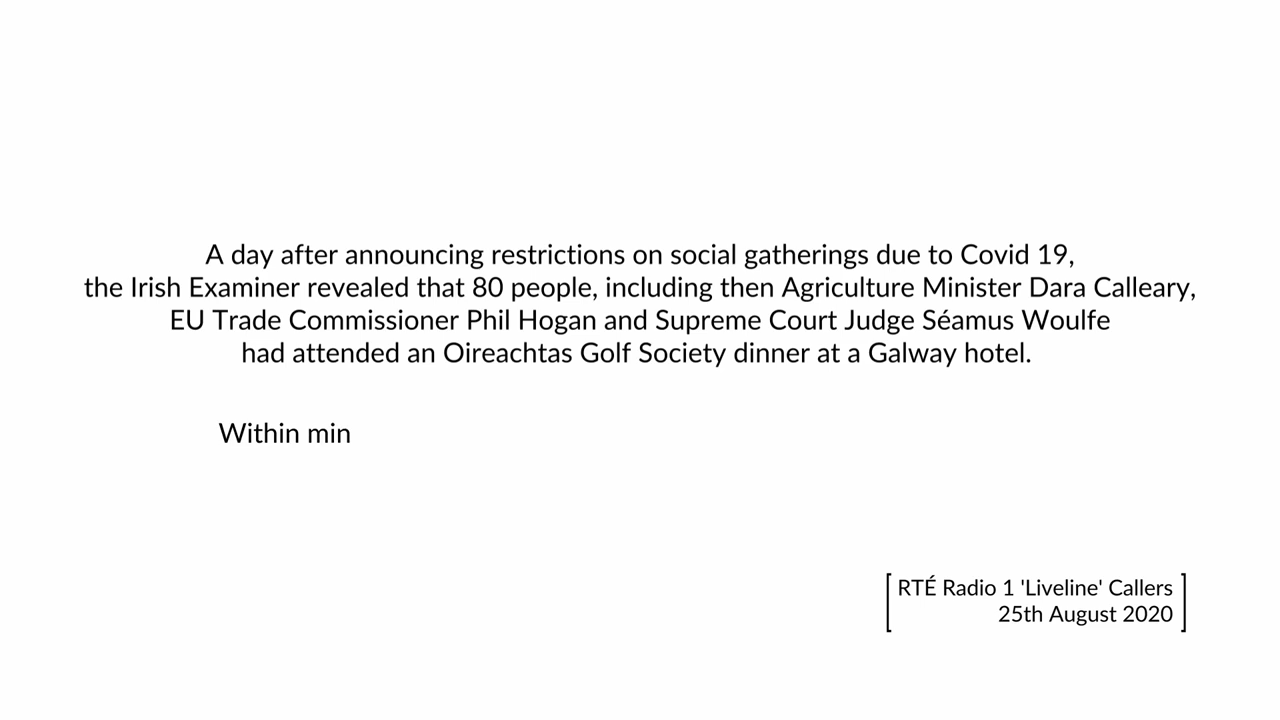 A day after announcing restrictions on social gatherings due to Covid 19,
the Irish Examiner revealed that 80 people, including then Agriculture Minister Dara Calleary,
EU Trade Commissioner Phil Hogan and Supreme Court Judge Séamus Woulfe
had attended an Oireachtas Golf Society dinner at a Galway hotel.
Within min
[ RTÉ Radio 1 'Liveline' Callers
25th August 2020 ]